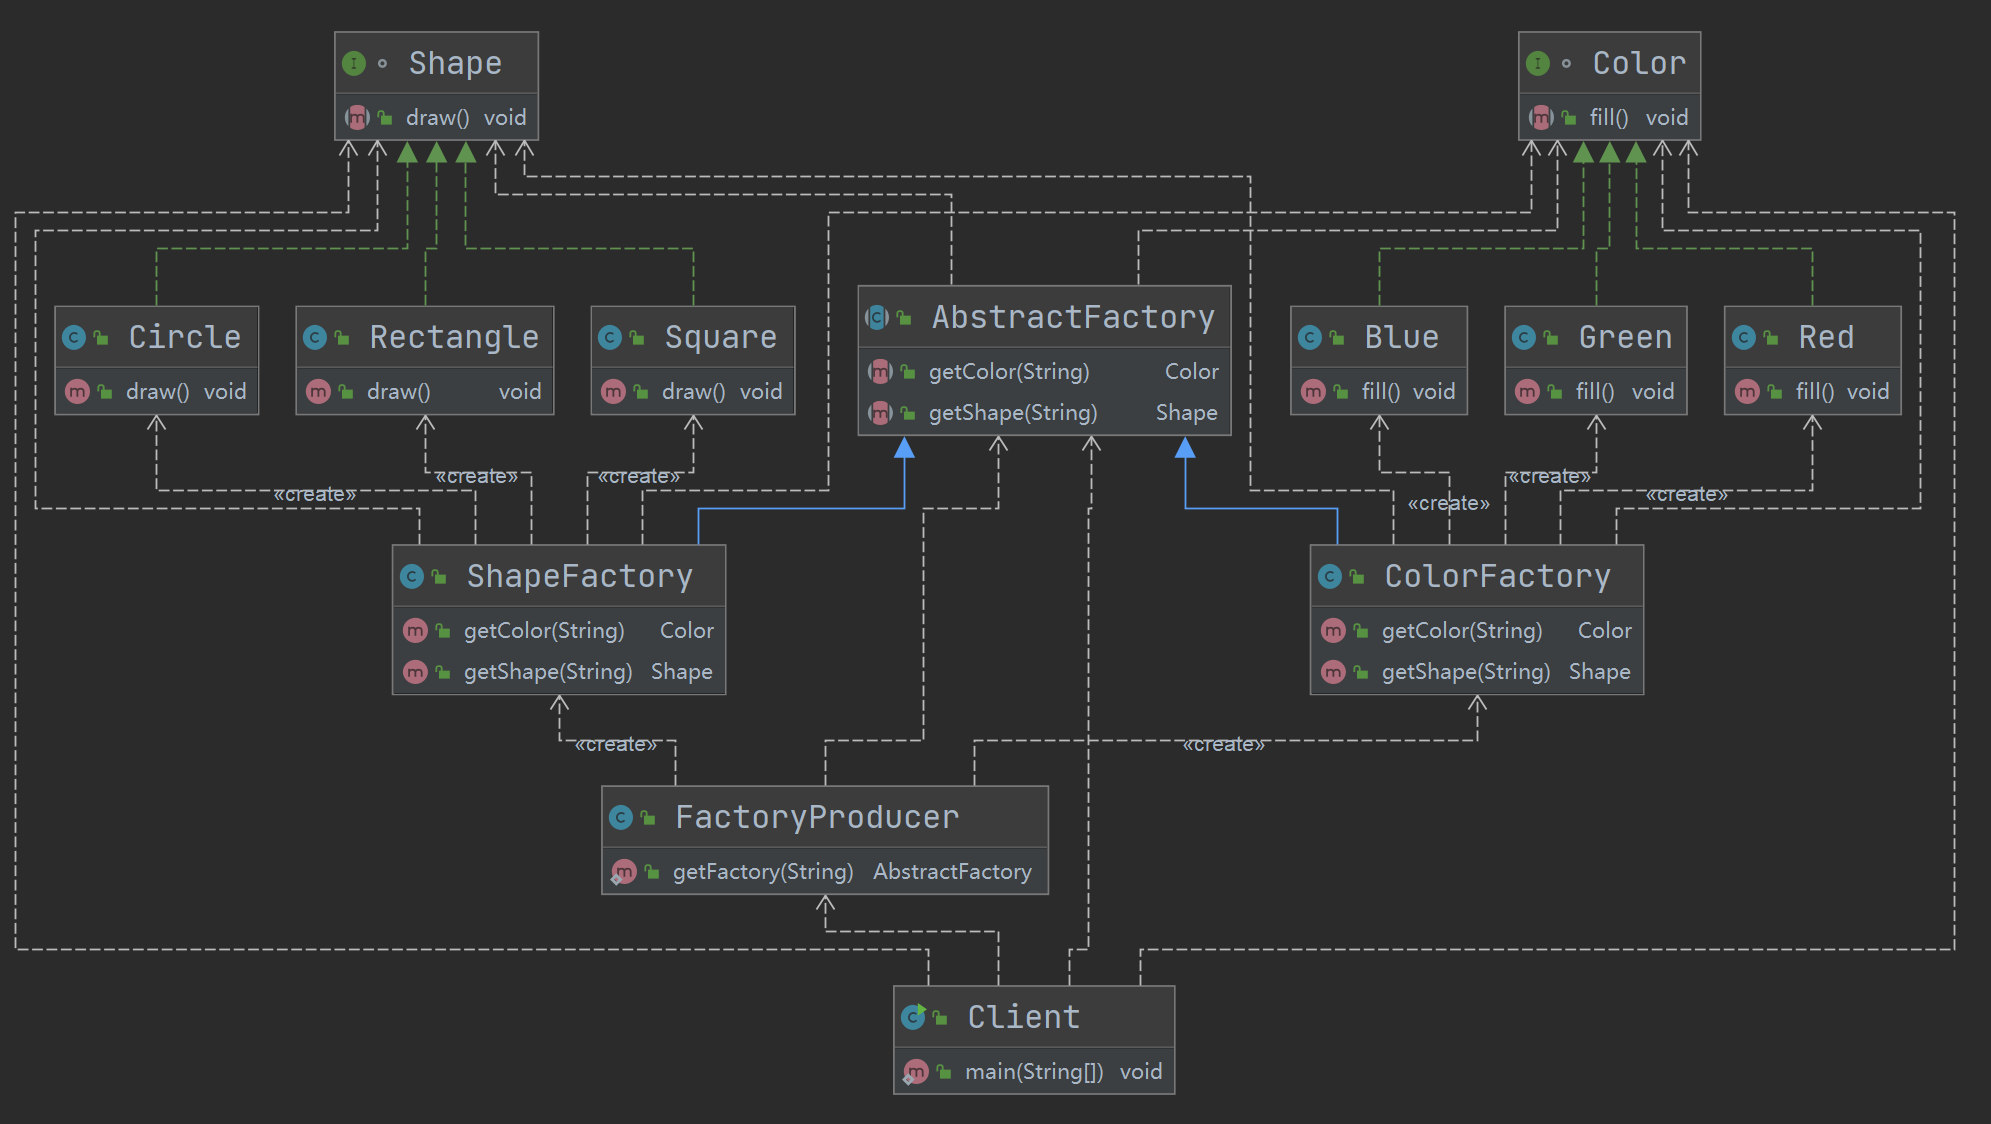 Shape
draw() void
Color
fill() void
Circle
draw() void
Rectangle
draw() void
Square
draw() void
AbstractFactory
getColor(String) Color
getShape(String) Shape
Blue
fill() void
Green
fill() void
Red
fill() void
«create»
«create»
«create»
«create»
«create»
«create»
ShapeFactory
getColor(String) Color
getShape(String) Shape
ColorFactory
getColor(String) Color
getShape(String) Shape
«create»
«create»
FactoryProducer
getFactory(String) AbstractFactory
Client
main(String[]) void